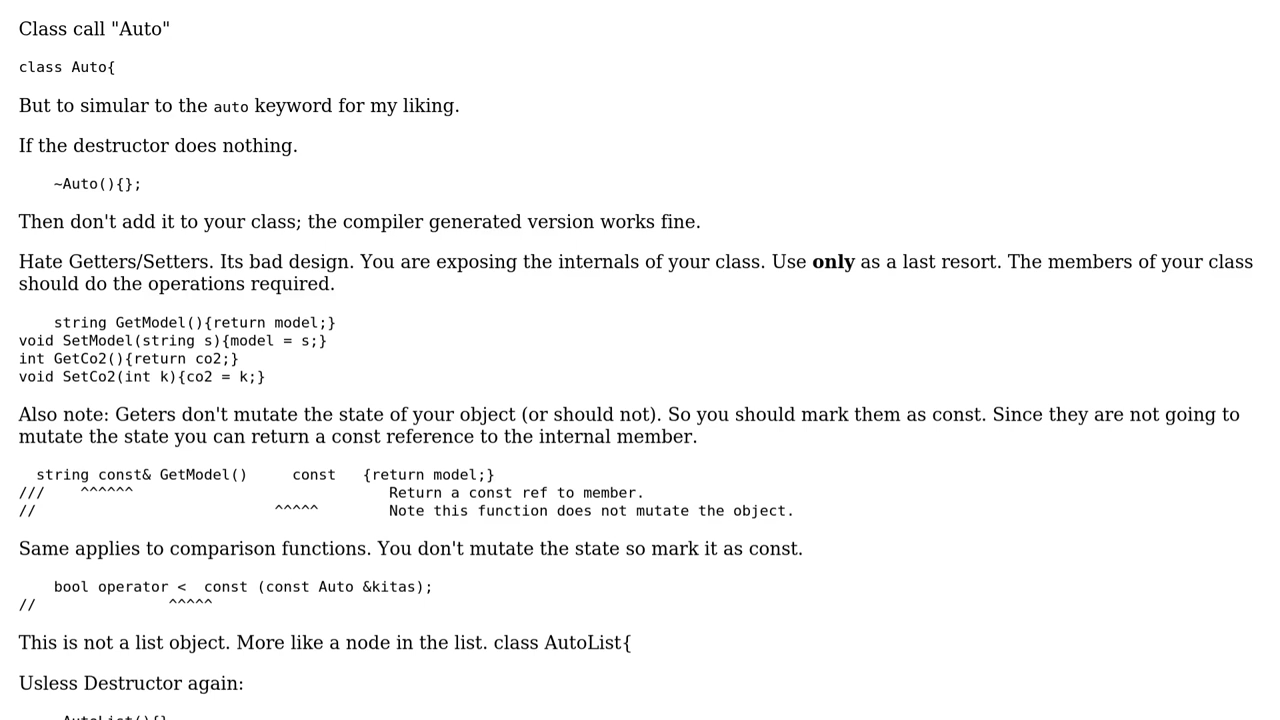 Class call "Auto"
class Auto{
But to simular to the auto keyword for my liking.
If the destructor does nothing.
    ~Auto(){};
Then don't add it to your class; the compiler generated version works fine.
Hate Getters/Setters. Its bad design. You are exposing the internals of your class. Use only as a last resort. The members of your class
should do the operations required.
    string GetModel(){return model;}
void SetModel(string s){model = s;}
int GetCo2(){return co2;}
void SetCo2(int k){co2 = k;}
Also note: Geters don't mutate the state of your object (or should not). So you should mark them as const. Since they are not going to
mutate the state you can return a const reference to the internal member.
  string const& GetModel()     const   {return model;}
///    ^^^^^^                             Return a const ref to member.
//                           ^^^^^        Note this function does not mutate the object.
Same applies to comparison functions. You don't mutate the state so mark it as const.
    bool operator <  const (const Auto &kitas);
//               ^^^^^
This is not a list object. More like a node in the list. class AutoList{
Usless Destructor again:
    ~AutoList(){}